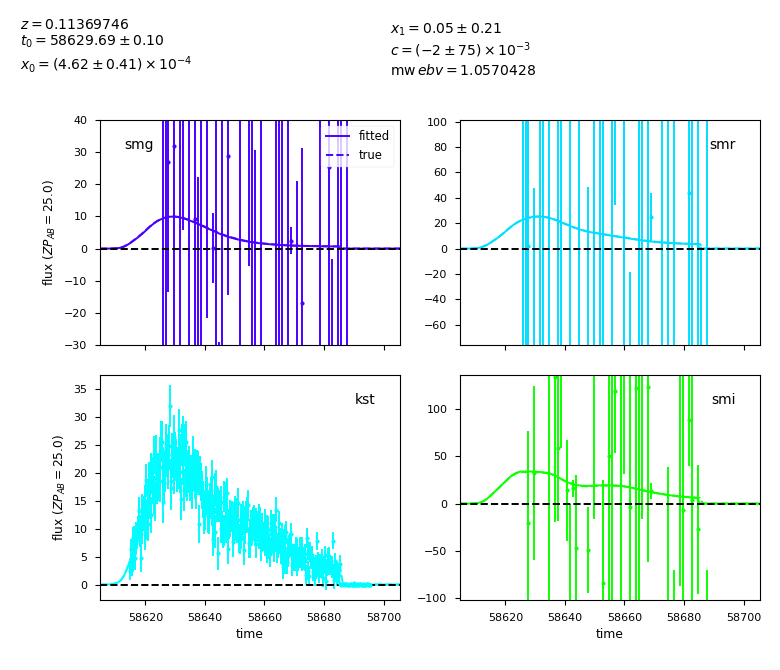 z = 0.11369746
t₀ = 58629.69 ± 0.10
x₀ = (4.62 ± 0.41) × 10⁻⁴
x₁ = 0.05 ± 0.21
c = (−2 ± 75) × 10⁻³
mw ebv = 1.0570428
smg
fitted
true
40
30
20
10
0
−10
−20
−30
flux (ZP_AB = 25.0)
smr
100
80
60
40
20
0
−20
−40
−60
kst
35
30
25
20
15
10
5
0
flux (ZP_AB = 25.0)
58620 58640 58660 58680 58700
time
smi
100
50
0
−50
−100
58620 58640 58660 58680 58700
time